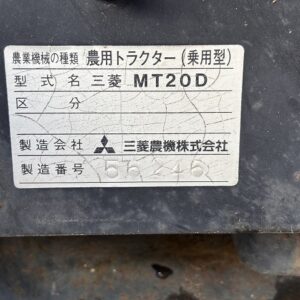 農業機械の種類 農用トラクター(乗用型)
型式名 三菱 MT20D
区分
製造会社 三菱農機株式会社
製造番号